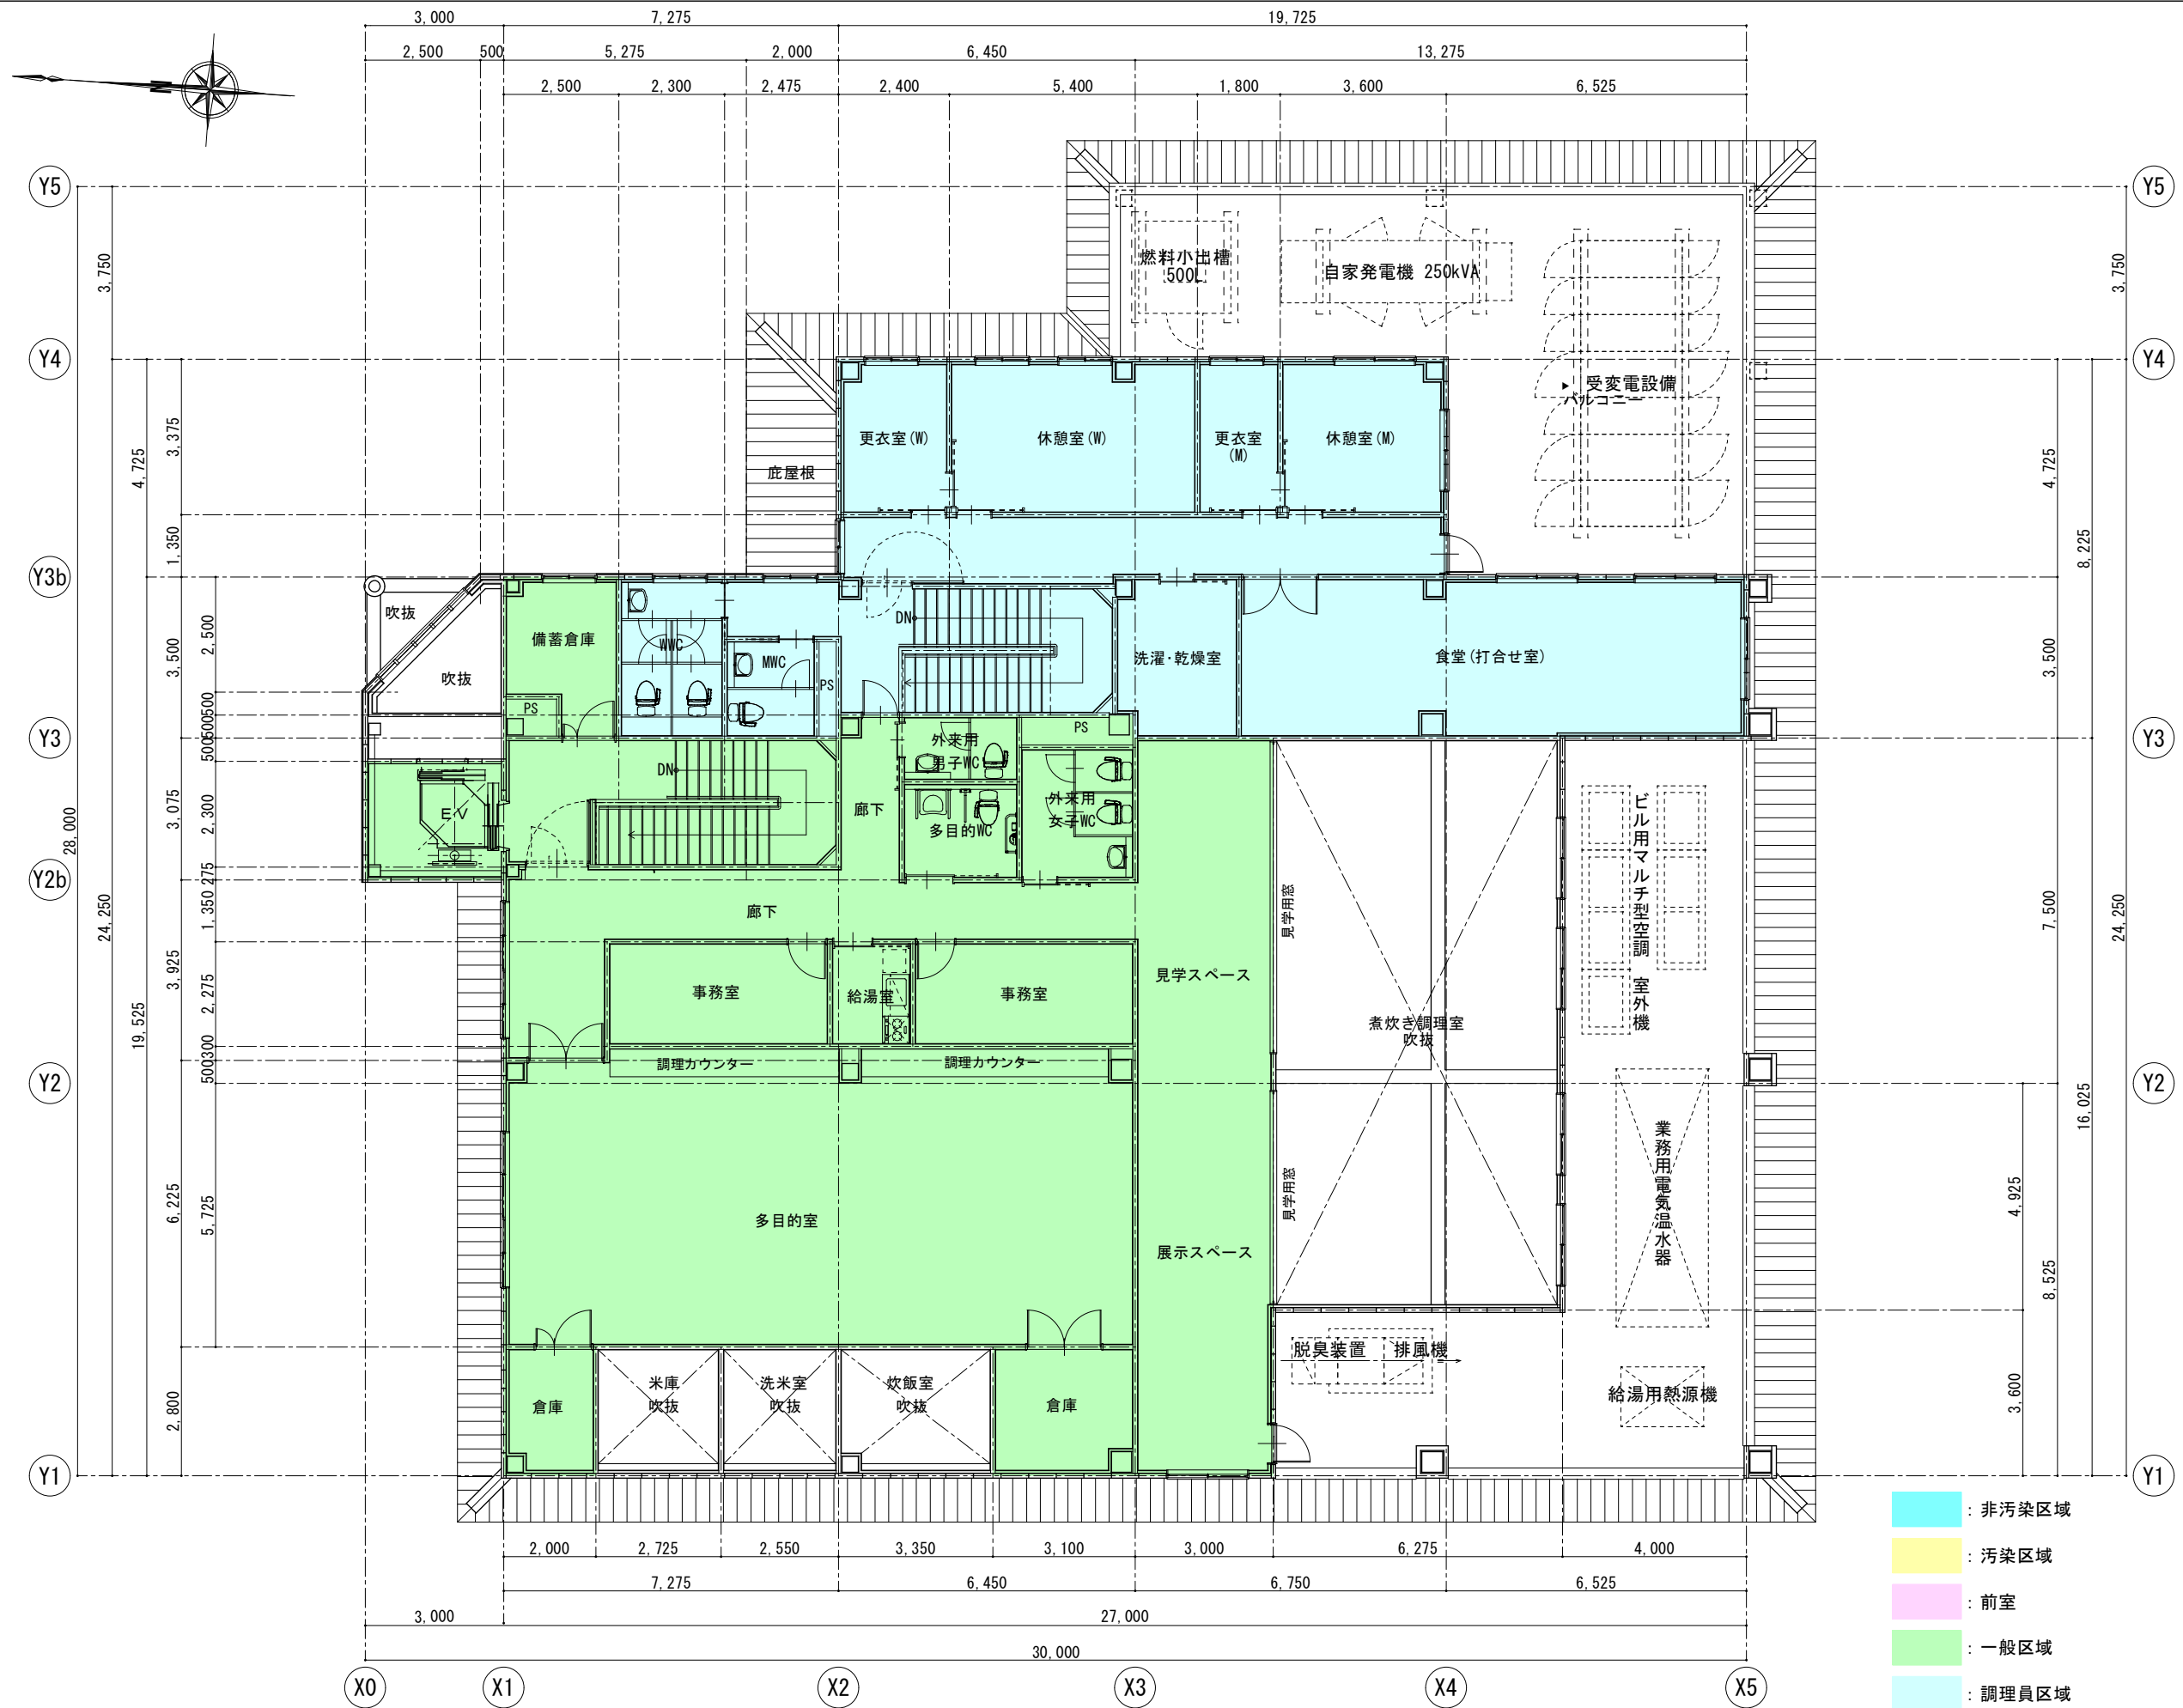 3,000
7,275
19,725
2,500
500
5,275
2,000
6,450
13,275
2,500
2,300
2,475
2,400
5,400
1,800
3,600
6,525
N
Y5
Y5
3,750
燃料小出槽
500L
自家発電機 250kVA
3,750
Y4
Y4
受変電設備
バルコニー
3,375
4,725
更衣室(W)
休憩室(W)
更衣室
(M)
休憩室(M)
4,725
庇屋根
1,350
8,225
Y3b
Y3b
吹抜
備蓄倉庫
WWC
MWC
PS
DN
洗濯・乾燥室
食堂(打合せ室)
2,500
3,500
3,500
吹抜
PS
500
500
Y3
外来用
男子WC
PS
Y3
DN
廊下
EV
多目的WC
外来用
女子WC
ビル用マルチ型空調 室外機
3,075
2,300
28,000
275
Y2b
24,250
1,350
廊下
見学用窓
7,500
24,250
3,925
2,275
事務室
給湯室
事務室
見学スペース
煮炊き調理室
吹抜
19,525
300
500
調理カウンター
調理カウンター
Y2
Y2
16,025
業務用電気温水器
見学用窓
4,925
6,225
5,725
多目的室
展示スペース
8,525
脱臭装置
排風機
給湯用熱源機
3,600
2,800
倉庫
米庫
吹抜
洗米室
吹抜
炊飯室
吹抜
倉庫
Y1
Y1
:非汚染区域
:汚染区域
:前室
:一般区域
:調理員区域
2,000
2,725
2,550
3,350
3,100
3,000
6,275
4,000
7,275
6,450
6,750
6,525
3,000
27,000
30,000
X0
X1
X2
X3
X4
X5